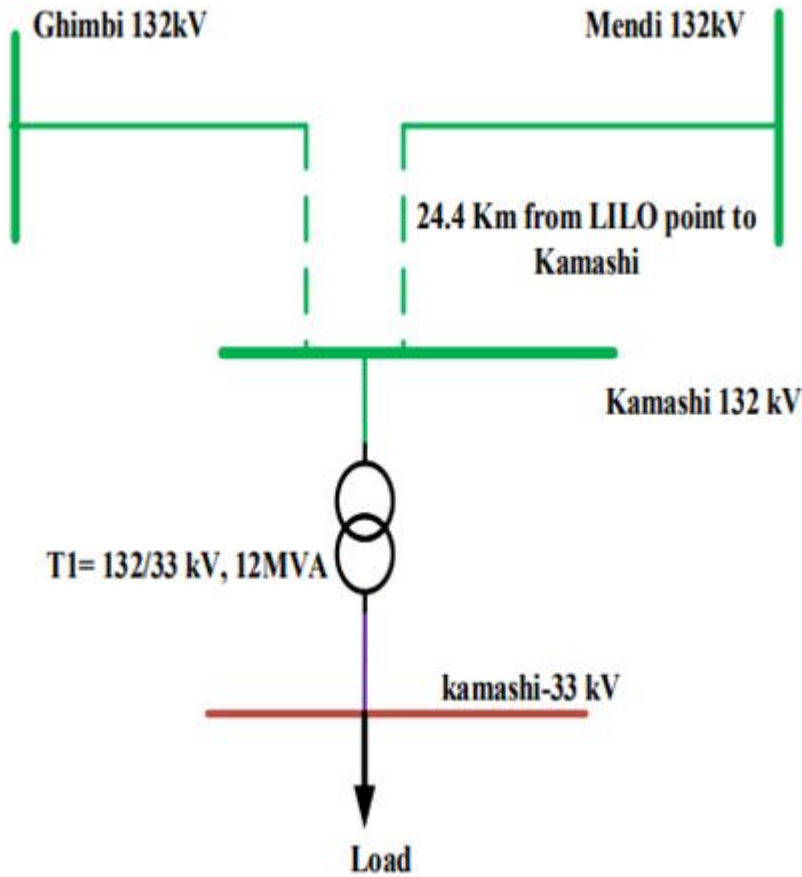 Ghimbi 132kV
Mendi 132kV
24.4 Km from LILO point to
Kamashi
Kamashi 132 kV
T1= 132/33 kV, 12MVA
kamashi-33 kV
Load